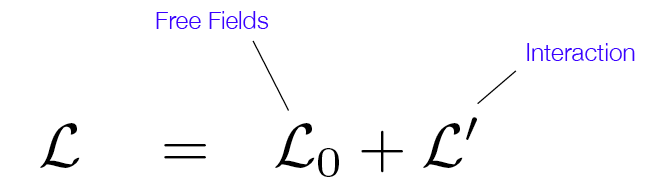 Free Fields
Interaction
ℒ = ℒ₀ + ℒ′